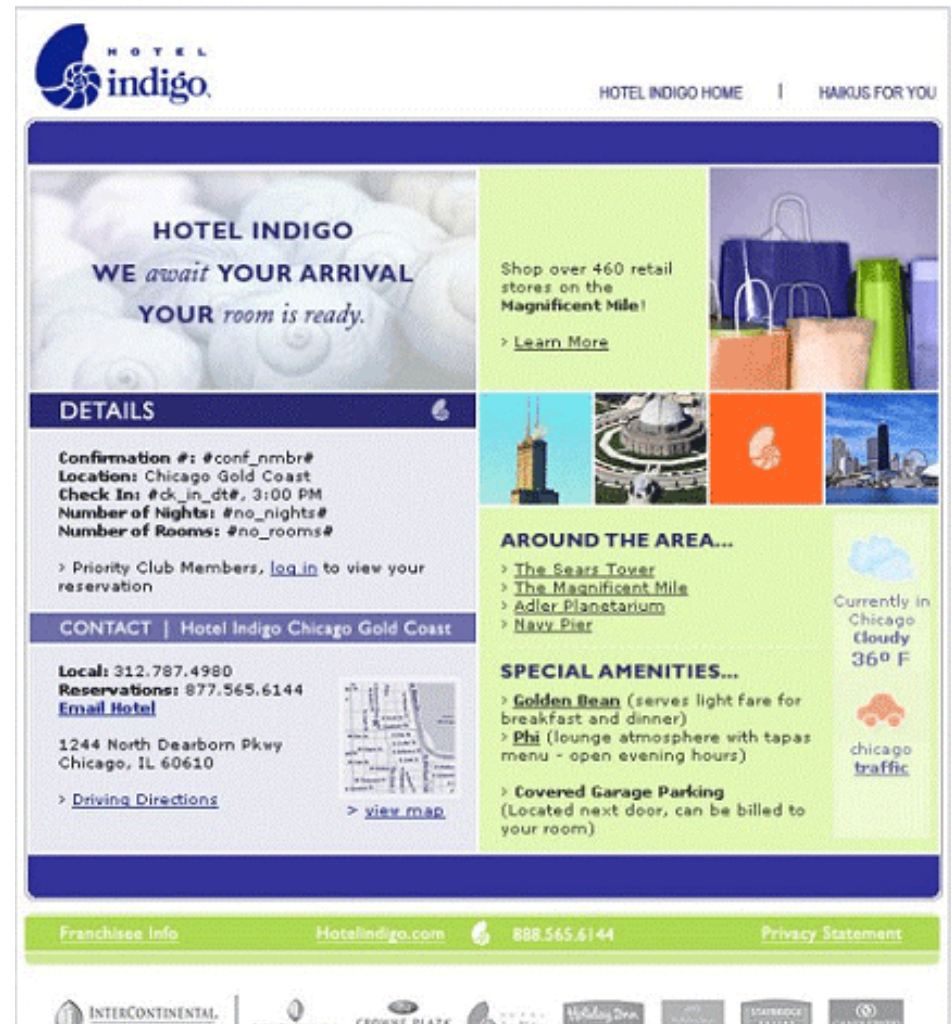 HOTEL
indigo
HOTEL INDIGO HOME | HAIKUS FOR YOU
HOTEL INDIGO
WE await YOUR ARRIVAL
YOUR room is ready.
Shop over 460 retail
stores on the
Magnificent Mile!
> Learn More
DETAILS
Confirmation #: #conf_nmbr#
Location: Chicago Gold Coast
Check In: #ck_in_dt#, 3:00 PM
Number of Nights: #no_nights#
Number of Rooms: #no_rooms#
> Priority Club Members, log in to view your
reservation
CONTACT | Hotel Indigo Chicago Gold Coast
Local: 312.787.4980
Reservations: 877.565.6144
Email Hotel
1244 North Dearborn Pkwy
Chicago, IL 60610
> Driving Directions
> view map
AROUND THE AREA...
> The Sears Tover
> The Magnificent Mile
> Adler Planetarium
> Navy Pier
SPECIAL AMENITIES...
> Golden Bean (serves light fare for
breakfast and dinner)
> Phi (lounge atmosphere with tapas
menu - open evening hours)
> Covered Garage Parking
(Located next door, can be billed to
your room)
Currently in
Chicago
Cloudy
36º F
chicago
traffic
Franchisee Info
Hotelindigo.com
888.565.6144
Privacy Statement
INTERCONTINENTAL.
CROWNE PLAZA
Holiday Inn